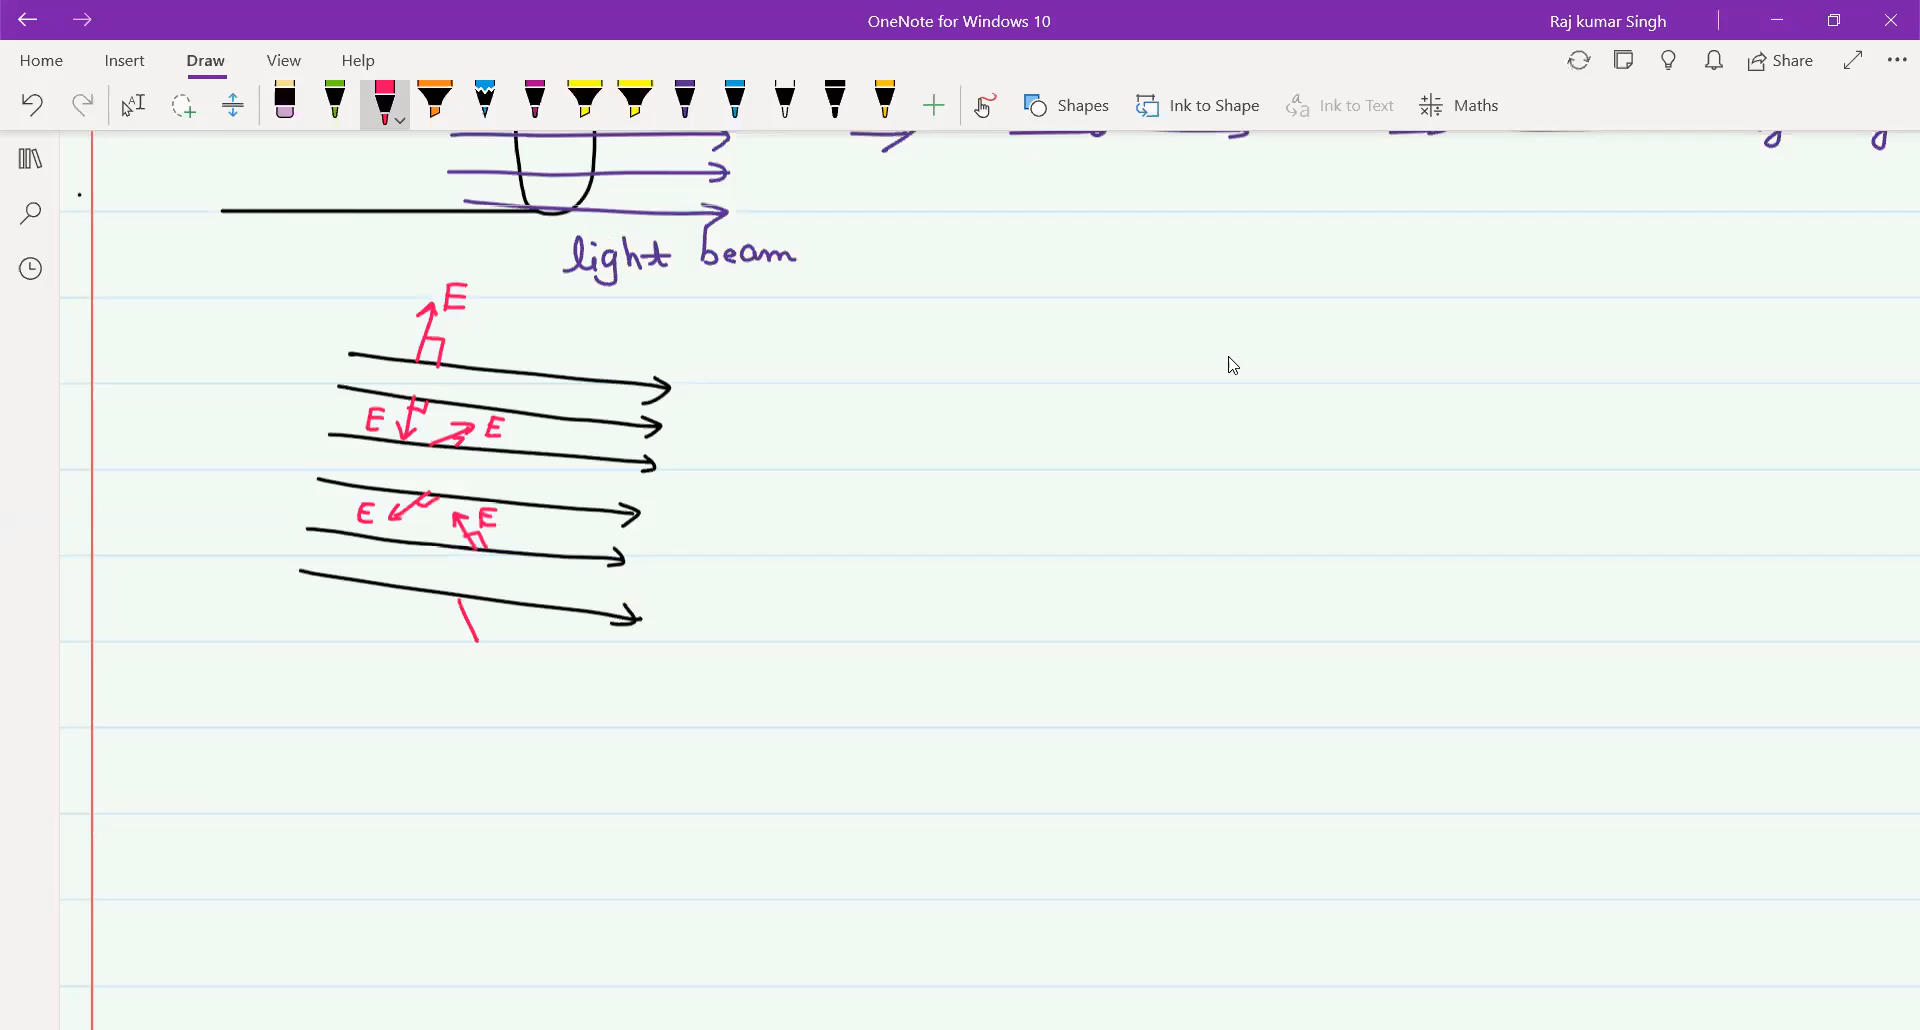 OneNote for Windows 10
Raj kumar Singh
Home Insert Draw View Help
Share
Shapes Ink to Shape Ink to Text Maths
light beam
E
E E
E E